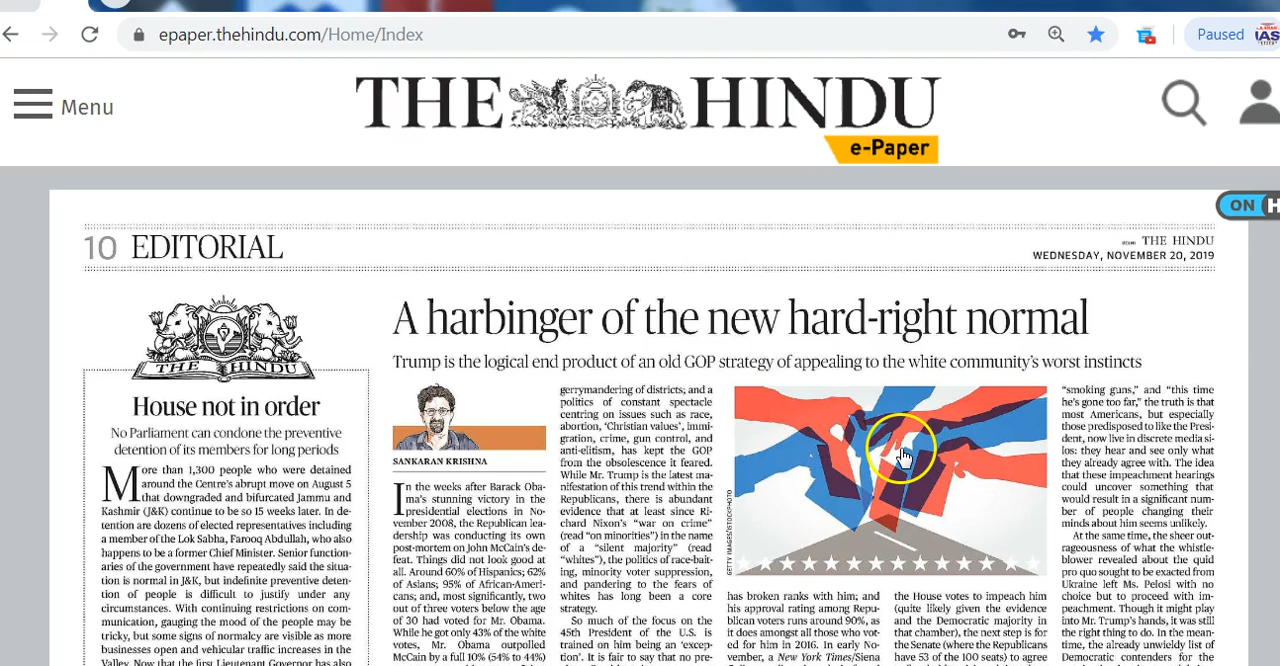 epaper.thehindu.com/Home/Index
Paused
IAS
Menu
THE HINDU
e-Paper
ON H
10 EDITORIAL
THE HINDU
WEDNESDAY, NOVEMBER 20, 2019
THE HINDU
House not in order
No Parliament can condone the preventive
detention of its members for long periods
More than 1,300 people who were detained
around the Centre's abrupt move on August 5
that downgraded and bifurcated Jammu and
Kashmir (J&K) continue to be so 15 weeks later. In de-
tention are dozens of elected representatives including
a member of the Lok Sabha, Farooq Abdullah, who also
happens to be a former Chief Minister. Senior function-
aries of the government have repeatedly said the situa-
tion is normal in J&K, but indefinite preventive deten-
tion of people is difficult to justify under any
circumstances. With continuing restrictions on com-
munication, gauging the mood of the people may be
tricky, but some signs of normalcy are visible as more
businesses open and vehicular traffic increases in the
Valley. Now that the first Lieutenant Governor has also
A harbinger of the new hard-right normal
Trump is the logical end product of an old GOP strategy of appealing to the white community's worst instincts
SANKARAN KRISHNA
In the weeks after Barack Oba-
ma's stunning victory in the
presidential elections in No-
vember 2008, the Republican lea-
dership was conducting its own
post-mortem on John McCain's de-
feat. Things did not look good at
all. Around 60% of Hispanics; 62%
of Asians; 95% of African-Ameri-
cans; and, most significantly, two
out of three voters below the age
of 30 had voted for Mr. Obama.
While he got only 43% of the white
votes, Mr. Obama outpolled
McCain by a full 10% (54% to 44%)
gerrymandering of districts; and a
politics of constant spectacle
centring on issues such as race,
abortion, 'Christian values', immi-
gration, crime, gun control, and
anti-elitism, has kept the GOP
from the obsolescence it feared.
While Mr. Trump is the latest ma-
nifestation of this trend within the
Republicans, there is abundant
evidence that at least since Ri-
chard Nixon's "war on crime"
(read "on minorities") in the name
of a "silent majority" (read
"whites"), the politics of race-bait-
ing, minority voter suppression,
and pandering to the fears of
whites has long been a core
strategy.
So much of the focus on the
45th President of the U.S. is
trained on him being an 'excep-
tion'. It is fair to say that no pre-
GETTY IMAGES/ISTOCKPHOTO
has broken ranks with him; and
his approval rating among Repu-
blican voters runs around 90%, as
it does amongst all those who vot-
ed for him in 2016. In early No-
vember, a New York Times/Siena
the House votes to impeach him
(quite likely given the evidence
and the Democratic majority in
that chamber), the next step is for
the Senate (where the Republicans
have 53 of the 100 seats) to agree
"smoking guns," and "this time
he's gone too far," the truth is that
most Americans, but especially
those predisposed to like the Presi-
dent, now live in discrete media si-
los: they hear and see only what
they already agree with. The idea
that these impeachment hearings
could uncover something that
would result in a significant num-
ber of people changing their
minds about him seems unlikely.
At the same time, the sheer out-
rageousness of what the whistle-
blower revealed about the quid
pro quo sought to be exacted from
Ukraine left Ms. Pelosi with no
choice but to proceed with im-
peachment. Though it might play
into Mr. Trump's hands, it was still
the right thing to do. In the mean-
time, the already unwieldy list of
Democratic contenders for the